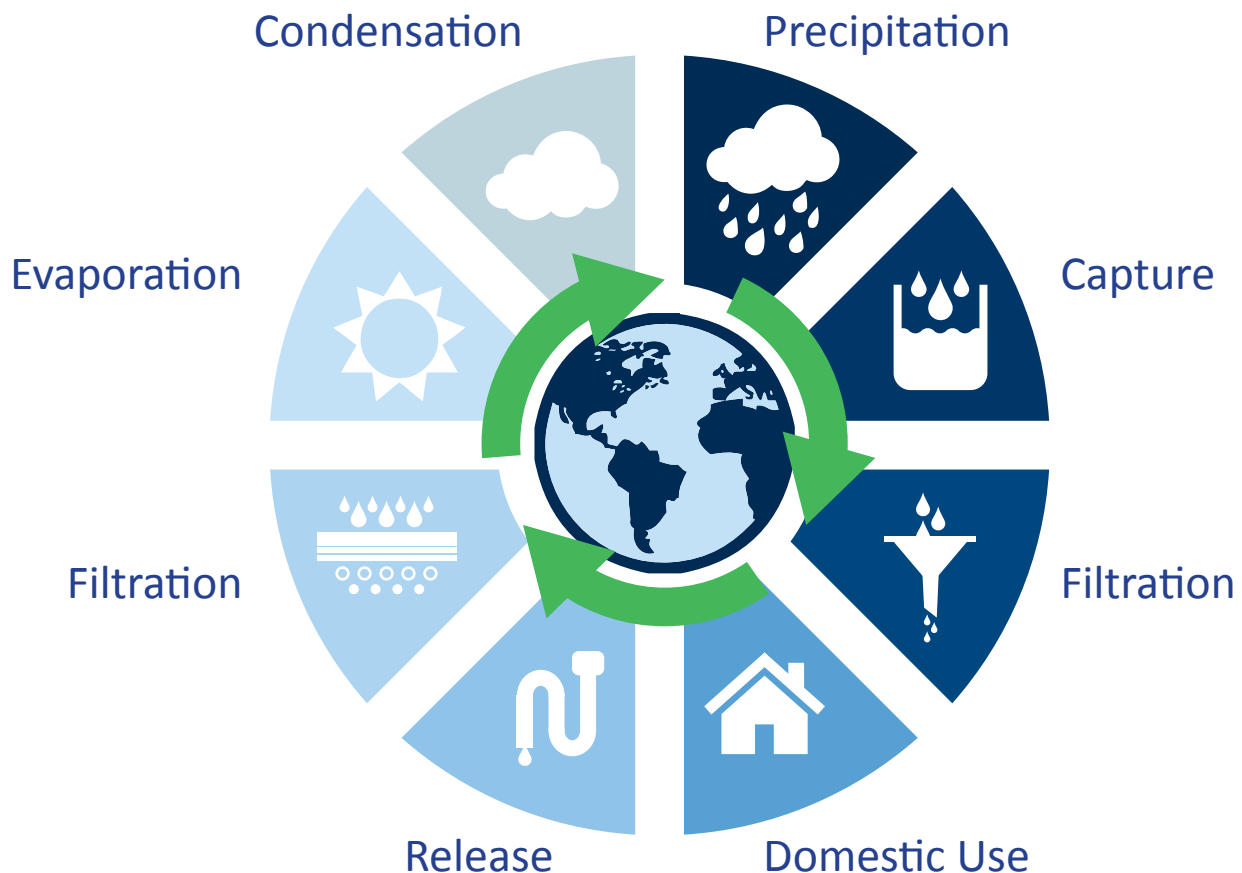 Condensation
Precipitation
Evaporation
Capture
Filtration
Filtration
Release
Domestic Use